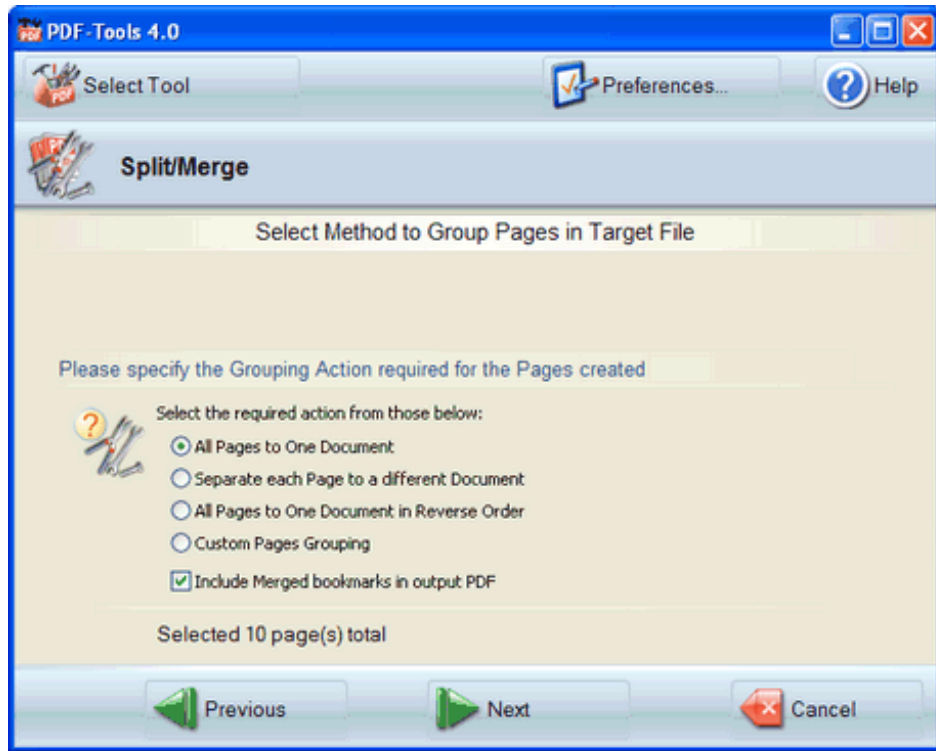 PDF-Tools 4.0
Select Tool
Preferences...
Help
Split/Merge
Select Method to Group Pages in Target File
Please specify the Grouping Action required for the Pages created
Select the required action from those below:
All Pages to One Document
Separate each Page to a different Document
All Pages to One Document in Reverse Order
Custom Pages Grouping
Include Merged bookmarks in output PDF
Selected 10 page(s) total
Previous
Next
Cancel